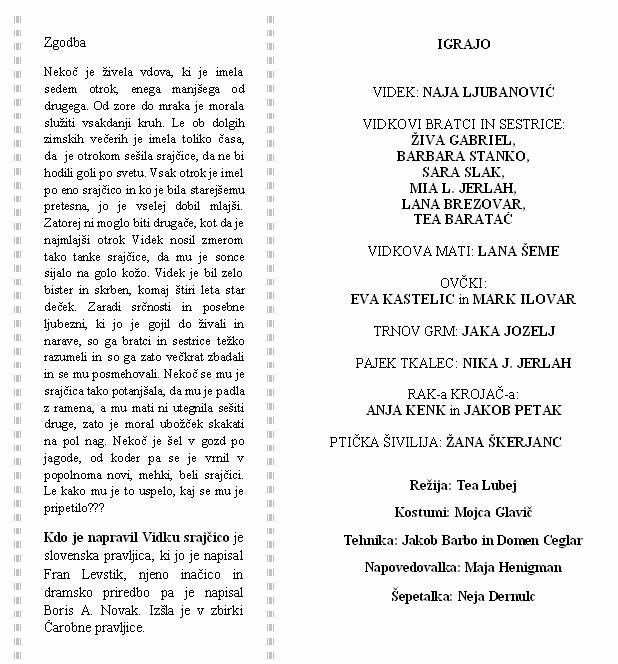 Zgodba
Nekoč je živela vdova, ki je imela
sedem otrok, enega manjšega od
drugega. Od zore do mraka je morala
služiti vsakdanji kruh. Le ob dolgih
zimskih večerih je imela toliko časa,
da je otrokom sešila srajčice, da ne bi
hodili goli po svetu. Vsak otrok je imel
po eno srajčico in ko je bila starejšemu
pretesna, jo je vselej dobil mlajši.
Zatorej ni moglo biti drugače, kot da je
najmlajši otrok Videk nosil zmerom
tako tanke srajčice, da mu je sonce
sijalo na golo kožo. Videk je bil zelo
bister in skrben, komaj štiri leta star
deček. Zaradi srčnosti in posebne
ljubezni, ki jo je gojil do živali in
narave, so ga bratci in sestrice težko
razumeli in so ga zato večkrat zbadali
in se mu posmehovali. Nekoč se mu je
srajčica tako potanjšala, da mu je padla
z ramena, a mu mati ni utegnila sešiti
druge, zato je moral ubožček skakati
na pol nag. Nekoč je šel v gozd po
jagode, od koder pa se je vrnil v
popolnoma novi, mehki, beli srajčici.
Le kako mu je to uspelo, kaj se mu je
pripetilo???
Kdo je napravil Vidku srajčico je
slovenska pravljica, ki jo je napisal
Fran Levstik, njeno inačico in
dramsko priredbo pa je napisal
Boris A. Novak. Izšla je v zbirki
Čarobne pravljice.
IGRAJO
VIDEK: NAJA LJUBANOVIĆ
VIDKOVI BRATCI IN SESTRICE:
ŽIVA GABRIEL,
BARBARA STANKO,
SARA SLAK,
MIA L. JERLAH,
LANA BREZOVAR,
TEA BARATAĆ
VIDKOVA MATI: LANA ŠEME
OVČKI:
EVA KASTELIC in MARK ILOVAR
TRNOV GRM: JAKA JOZELJ
PAJEK TKALEC: NIKA J. JERLAH
RAK-a KROJAČ-a:
ANJA KENK in JAKOB PETAK
PTIČKA ŠIVILIJA: ŽANA ŠKERJANC
Režija: Tea Lubej
Kostumi: Mojca Glavič
Tehnika: Jakob Barbo in Domen Ceglar
Napovedovalka: Maja Henigman
Šepetalka: Neja Dernulc